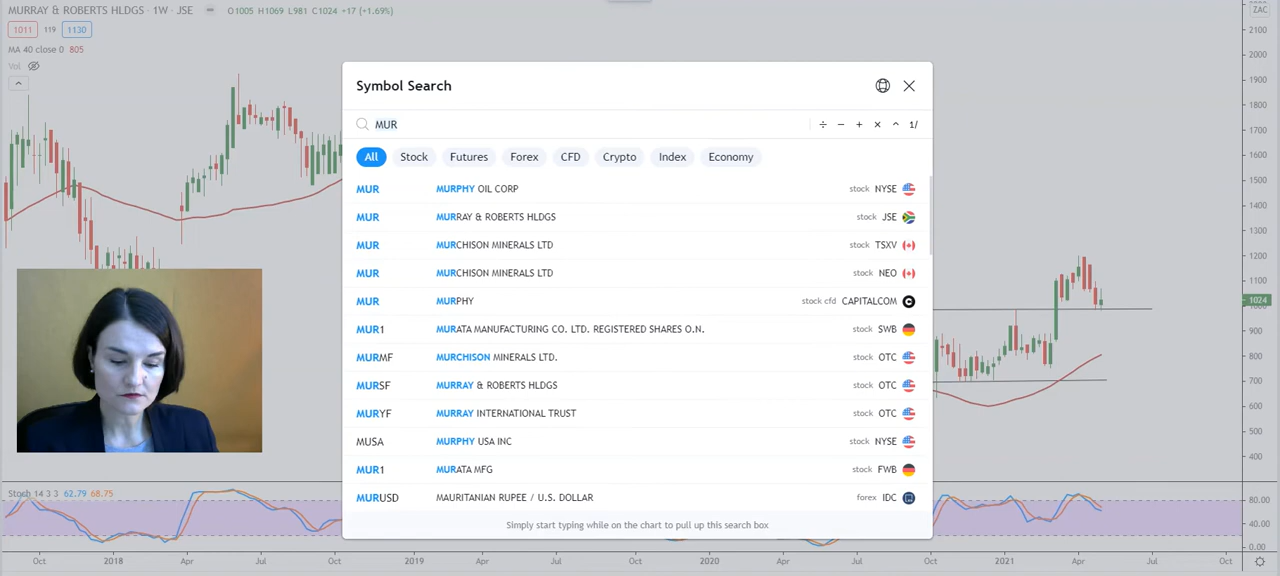 MURRAY & ROBERTS HLDGS · 1W · JSE O1005 H1069 L981 C1024 +17 (+1.69%)
1011 119 1130
MA 40 close 0 805
Vol
ZAC
2100
2000
1900
1800
1700
1600
1500
1400
1300
1200
1100
1024
900
800
700
600
500
400
Symbol Search
MUR ÷ − + × ^ 1/
All Stock Futures Forex CFD Crypto Index Economy
MUR MURPHY OIL CORP stock NYSE
MUR MURRAY & ROBERTS HLDGS stock JSE
MUR MURCHISON MINERALS LTD stock TSXV
MUR MURCHISON MINERALS LTD stock NEO
MUR MURPHY stock cfd CAPITALCOM
MUR1 MURATA MANUFACTURING CO. LTD. REGISTERED SHARES O.N. stock SWB
MURMF MURCHISON MINERALS LTD. stock OTC
MURSF MURRAY & ROBERTS HLDGS stock OTC
MURYF MURRAY INTERNATIONAL TRUST stock OTC
MUSA MURPHY USA INC stock NYSE
MUR1 MURATA MFG stock FWB
MURUSD MAURITANIAN RUPEE / U.S. DOLLAR forex IDC
Simply start typing while on the chart to pull up this search box
Stoch 14 3 3 62.79 68.75
80.00
40.00
0.00
Oct 2018 Apr Jul Oct 2019 Apr Jul Oct 2020 Apr Jul Oct 2021 Apr Jul Oct